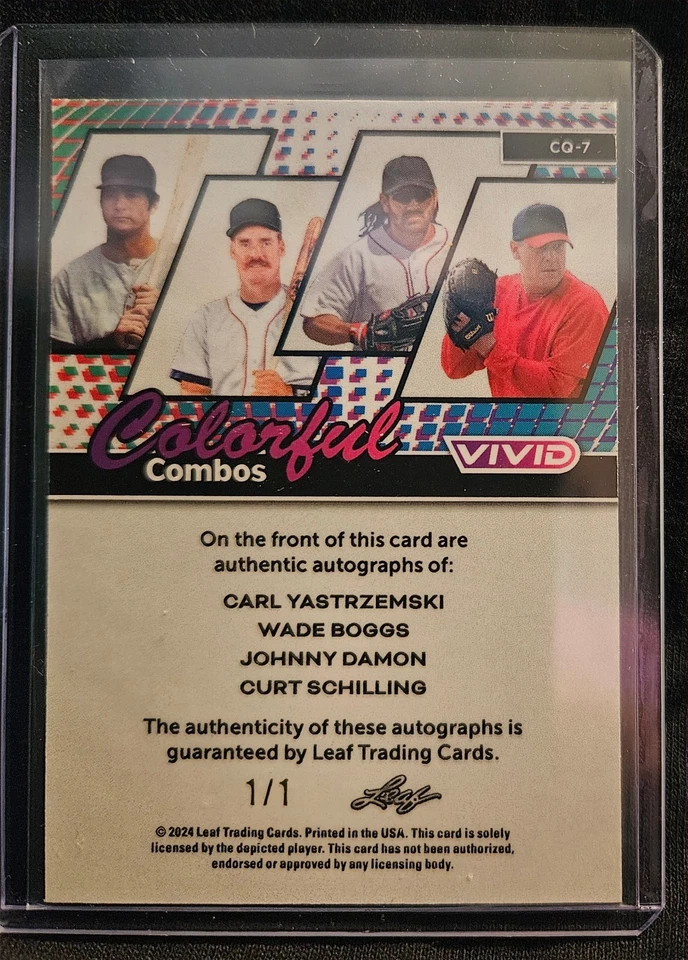 CQ-7
Colorful
Combos
VIVID
On the front of this card are
authentic autographs of:
CARL YASTRZEMSKI
WADE BOGGS
JOHNNY DAMON
CURT SCHILLING
The authenticity of these autographs is
guaranteed by Leaf Trading Cards.
1/1 Leaf
© 2024 Leaf Trading Cards. Printed in the USA. This card is solely
licensed by the depicted player. This card has not been authorized,
endorsed or approved by any licensing body.